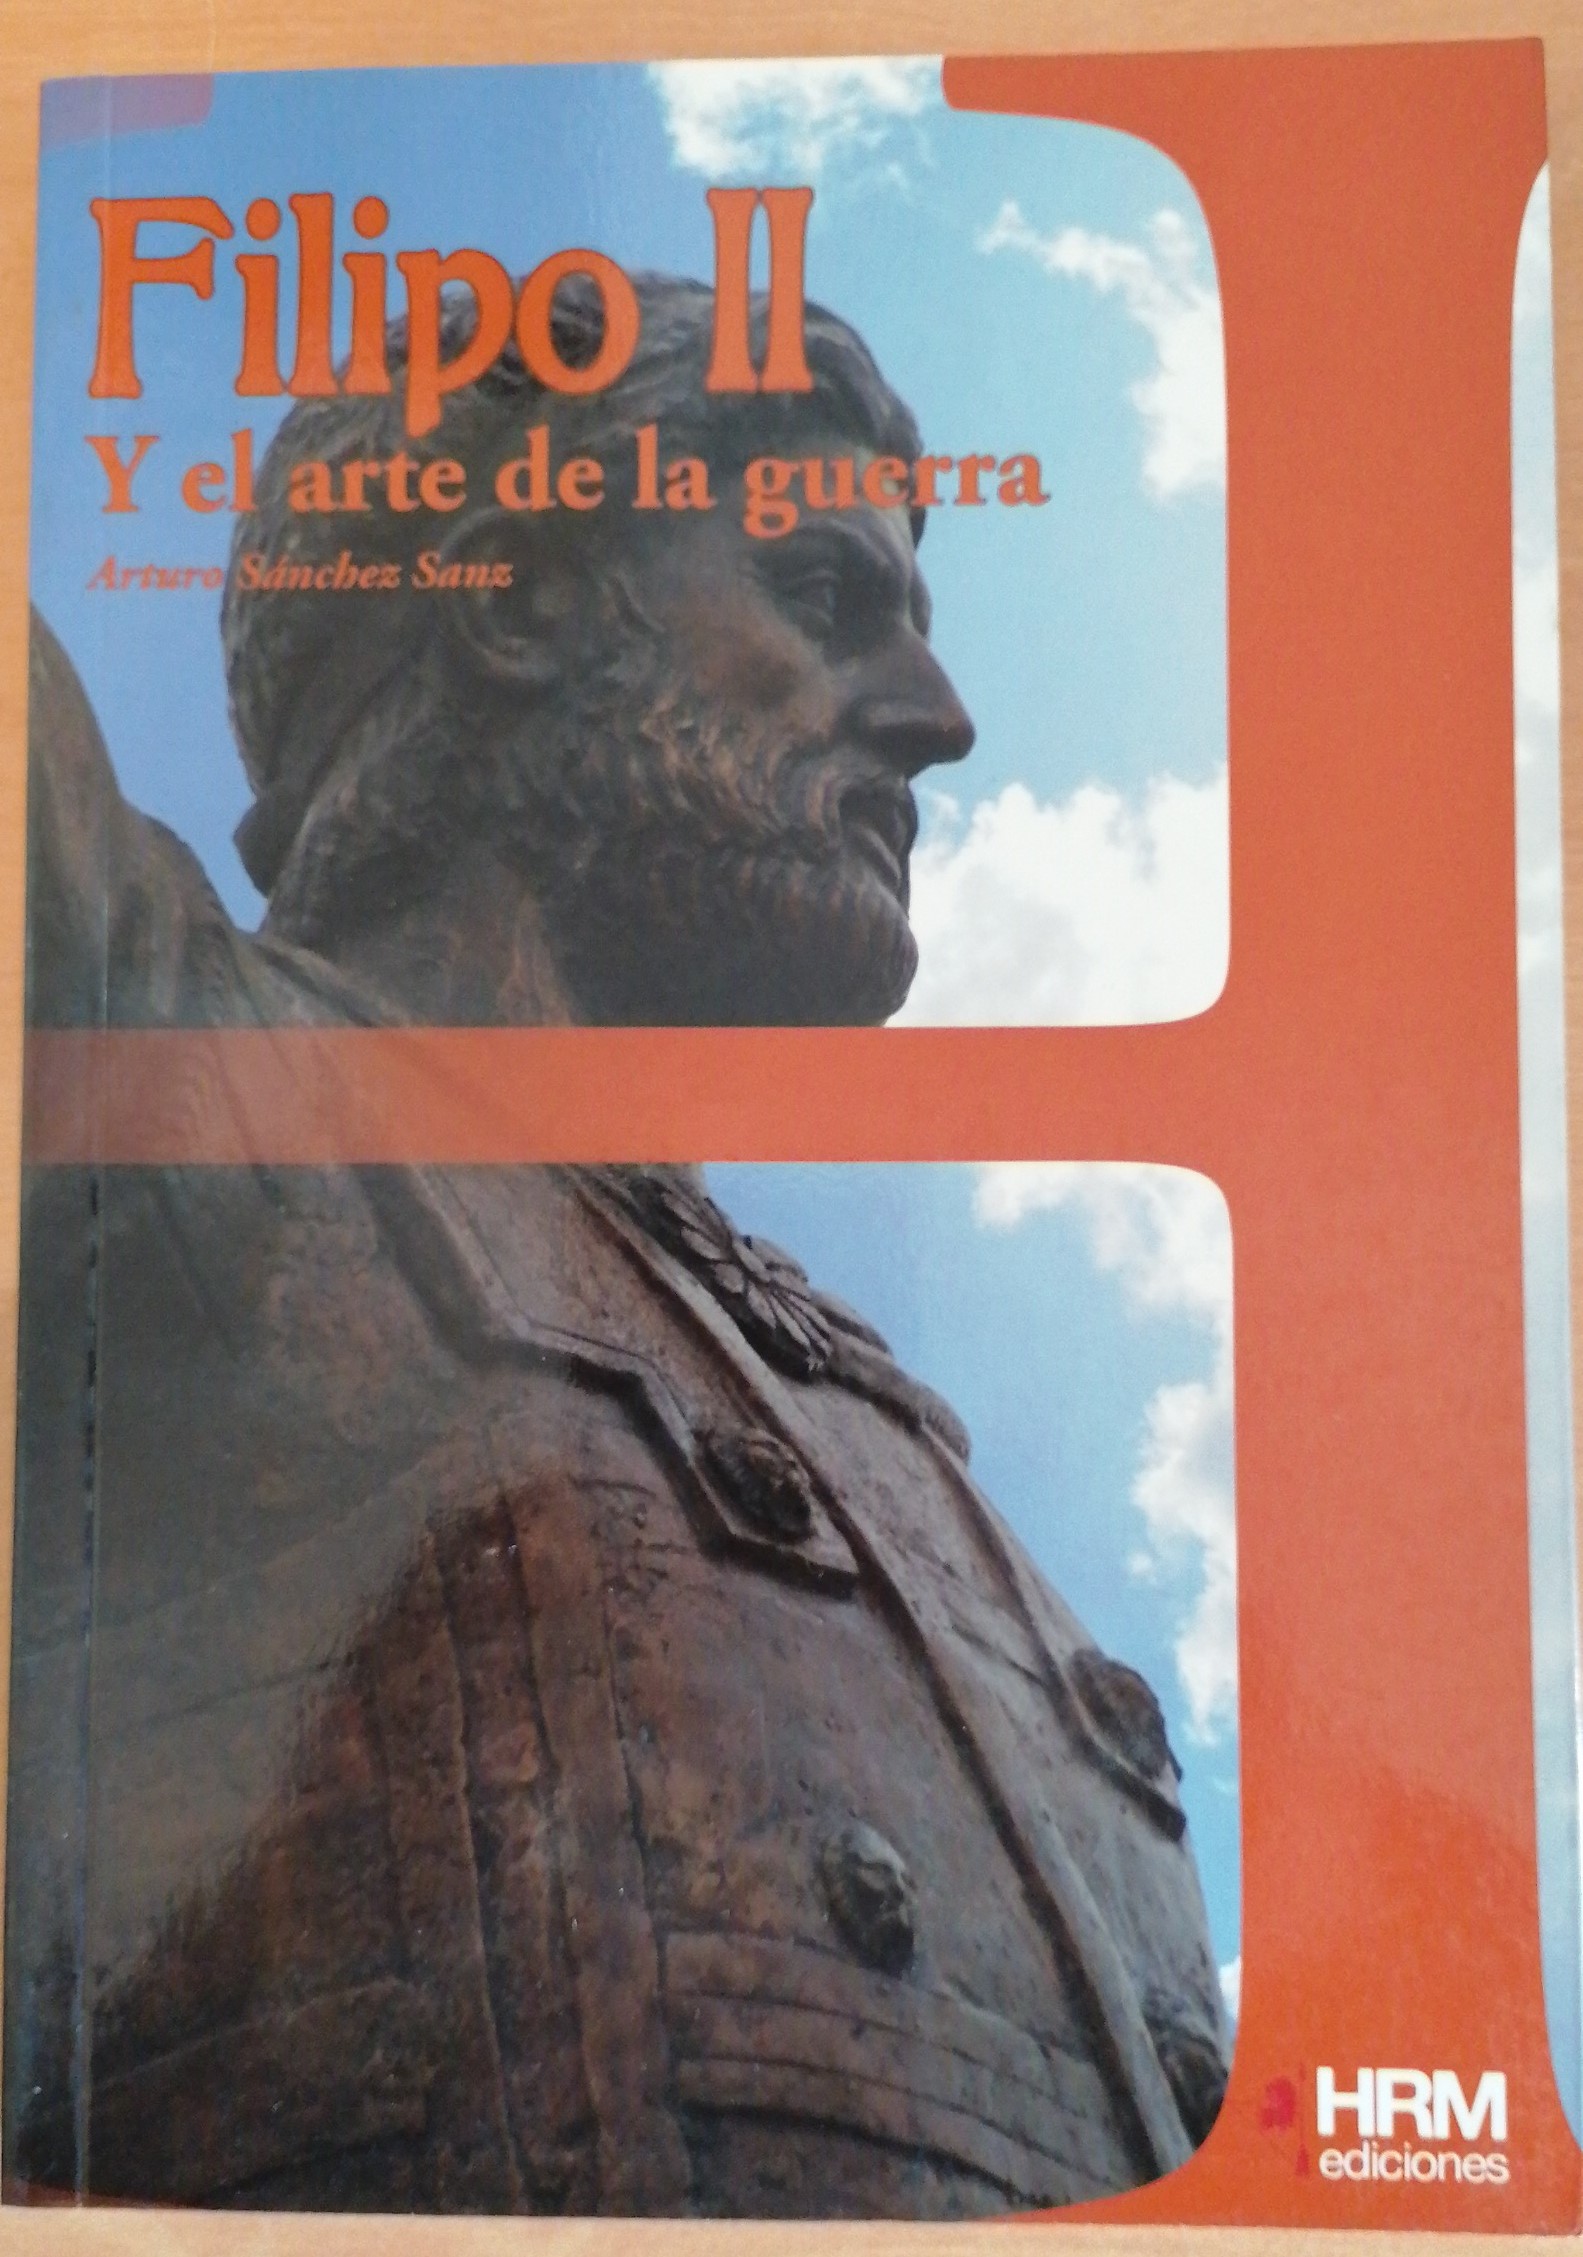 Filipo II
Y el arte de la guerra
Arturo Sánchez Sanz
HRM
ediciones